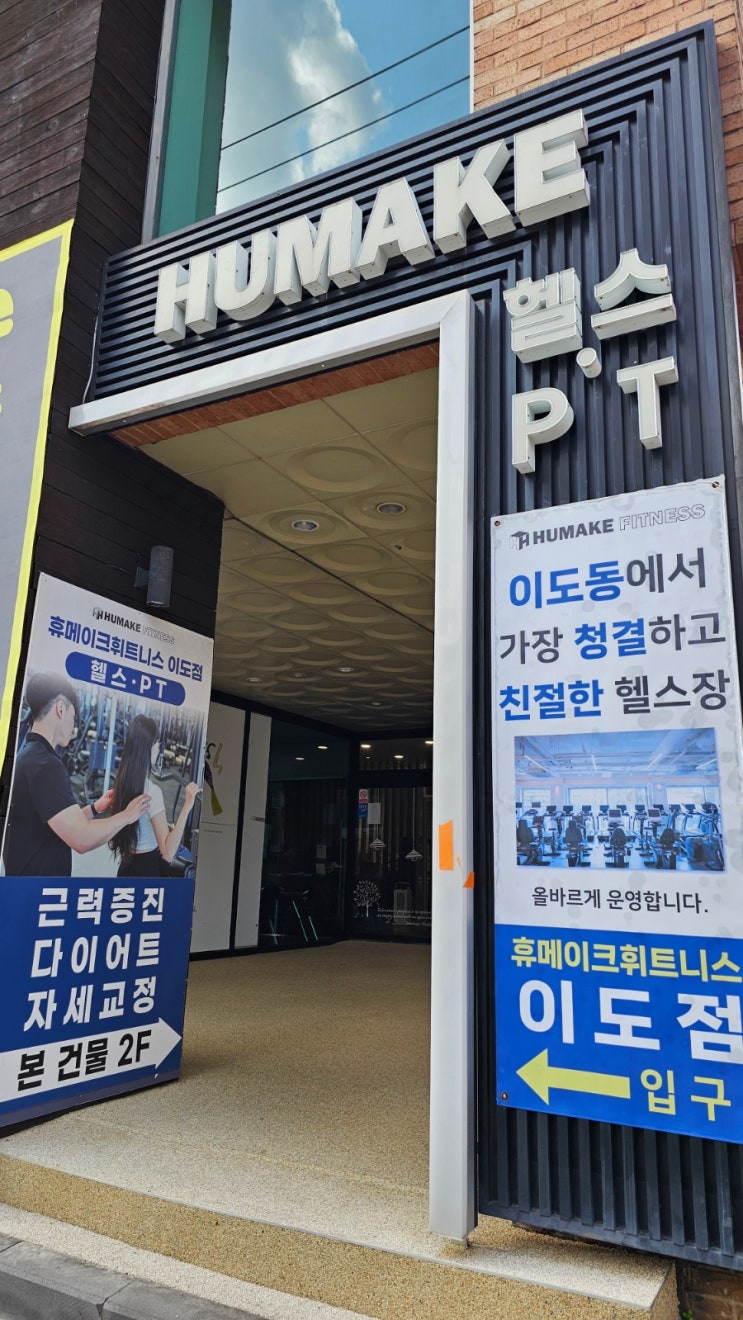 HUMAKE
헬스
·
PT
HUMAKE FITNESS
휴메이크휘트니스 이도점
헬스·PT
근력증진
다이어트
자세교정
본 건물 2F
HUMAKE FITNESS
이도동에서
가장 청결하고
친절한 헬스장
올바르게 운영합니다.
휴메이크휘트니스
이도점
입구